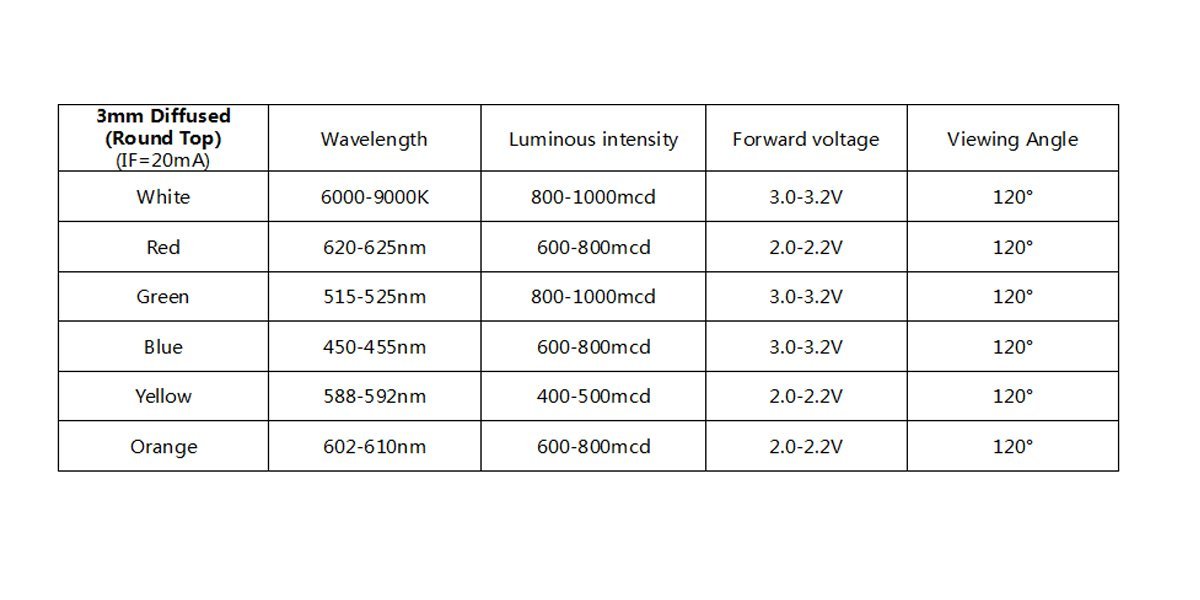 3mm Diffused
(Round Top)
(IF=20mA) Wavelength Luminous intensity Forward voltage Viewing Angle
White 6000-9000K 800-1000mcd 3.0-3.2V 120°
Red 620-625nm 600-800mcd 2.0-2.2V 120°
Green 515-525nm 800-1000mcd 3.0-3.2V 120°
Blue 450-455nm 600-800mcd 3.0-3.2V 120°
Yellow 588-592nm 400-500mcd 2.0-2.2V 120°
Orange 602-610nm 600-800mcd 2.0-2.2V 120°